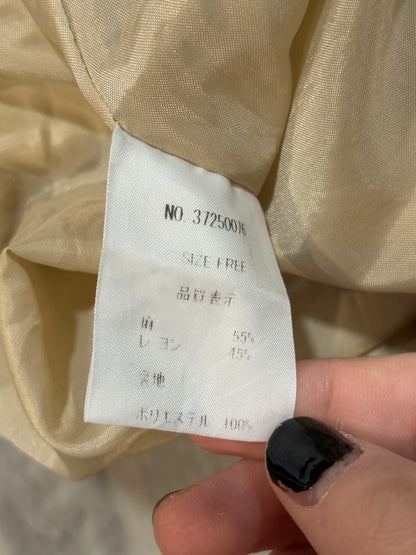 NO. 37250076
SIZE FREE
品質表示
麻 55%
レーヨン 45%
裏地
ポリエステル 100%